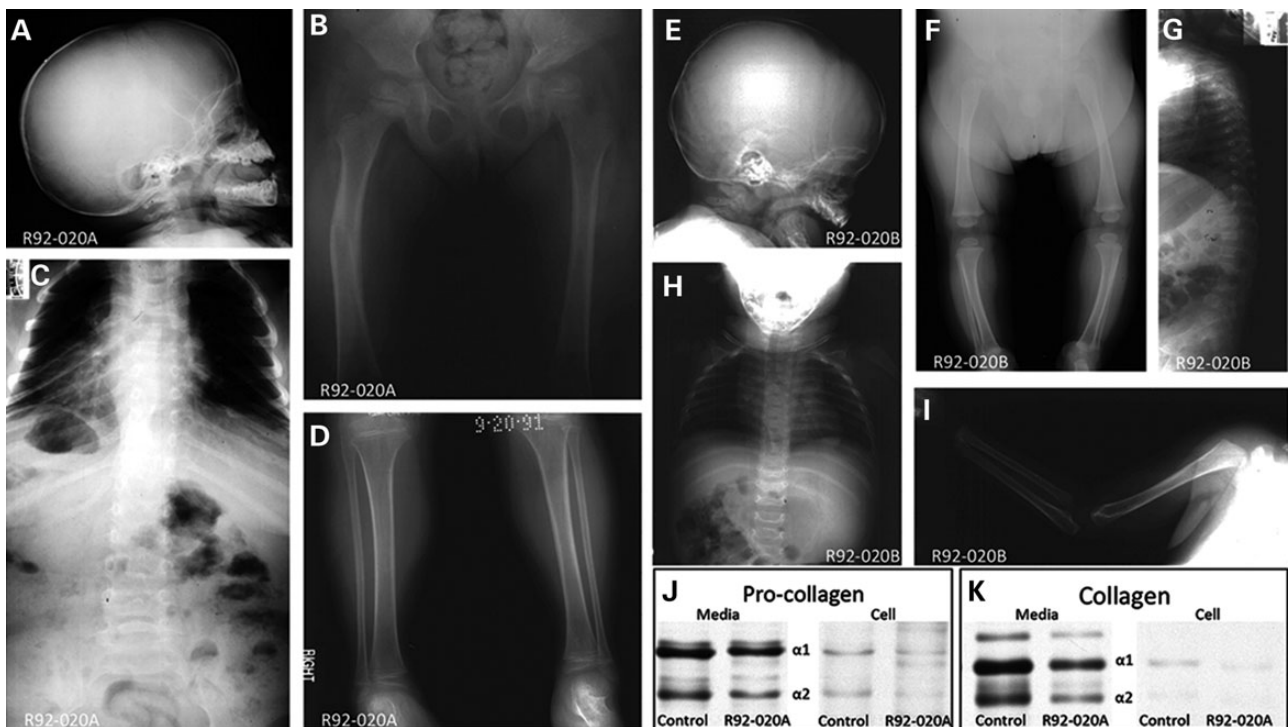 A
R92-020A
B
R92-020A
C
R92-020A
D
9·20·91
RIGHT
R92-020A
E
R92-020B
F
R92-020B
G
R92-020B
H
R92-020B
I
R92-020B
J
Pro-collagen
Media
Cell
α1
α2
Control
R92-020A
Control
R92-020A
K
Collagen
Media
Cell
α1
α2
Control
R92-020A
Control
R92-020A